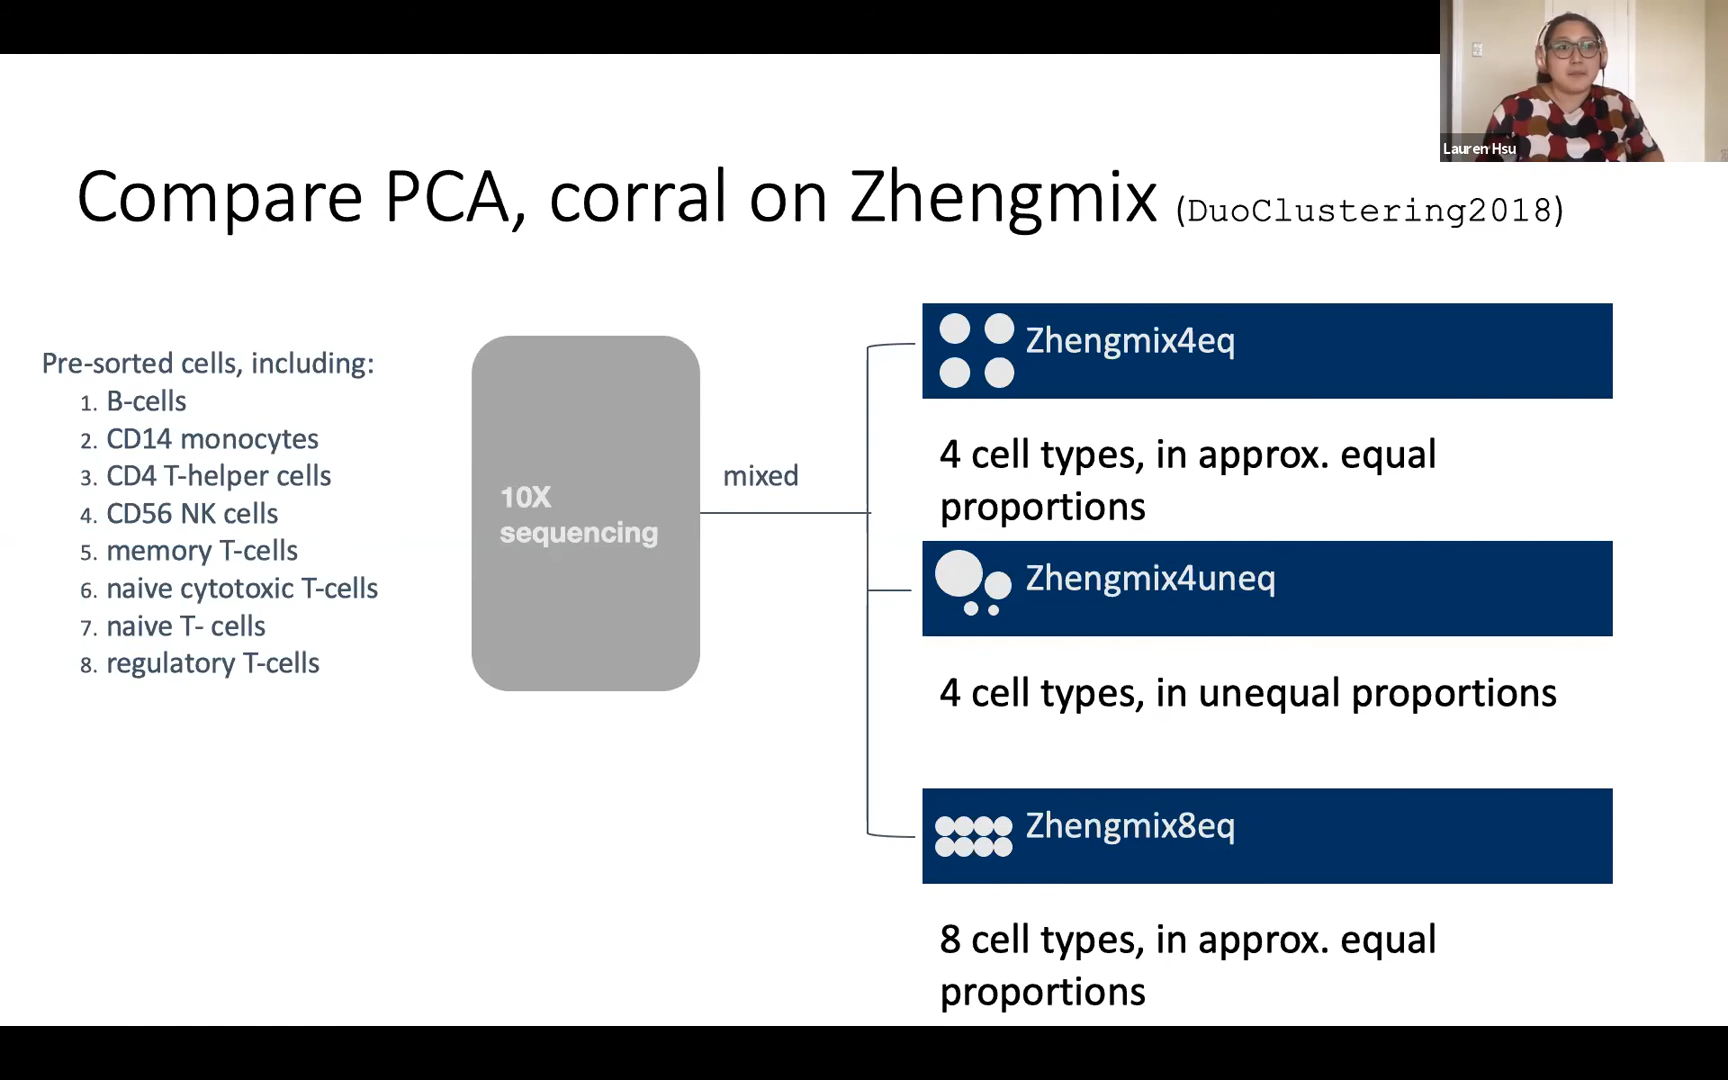 Lauren Hsu
Compare PCA, corral on Zhengmix (DuoClustering2018)
Pre-sorted cells, including:
1. B-cells
2. CD14 monocytes
3. CD4 T-helper cells
4. CD56 NK cells
5. memory T-cells
6. naive cytotoxic T-cells
7. naive T- cells
8. regulatory T-cells
10X
sequencing
mixed
Zhengmix4eq
4 cell types, in approx. equal
proportions
Zhengmix4uneq
4 cell types, in unequal proportions
Zhengmix8eq
8 cell types, in approx. equal
proportions